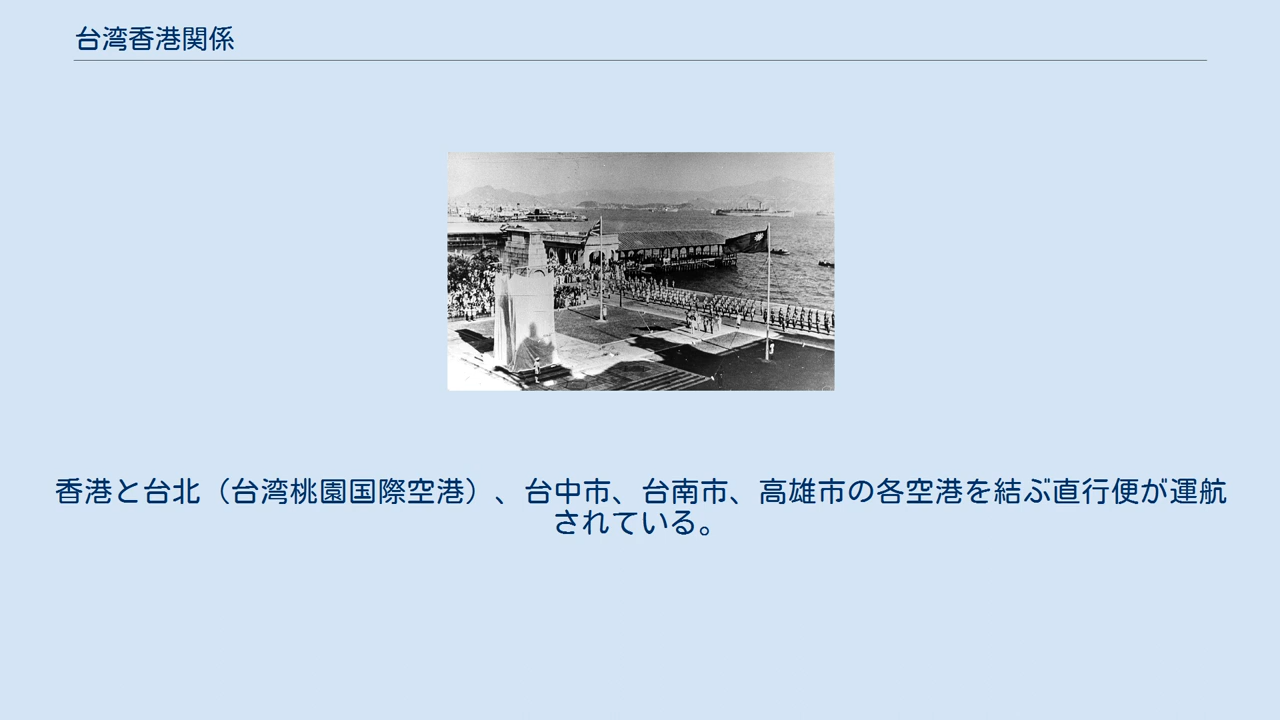 台湾香港関係
香港と台北（台湾桃園国際空港）、台中市、台南市、高雄市の各空港を結ぶ直行便が運航
されている。